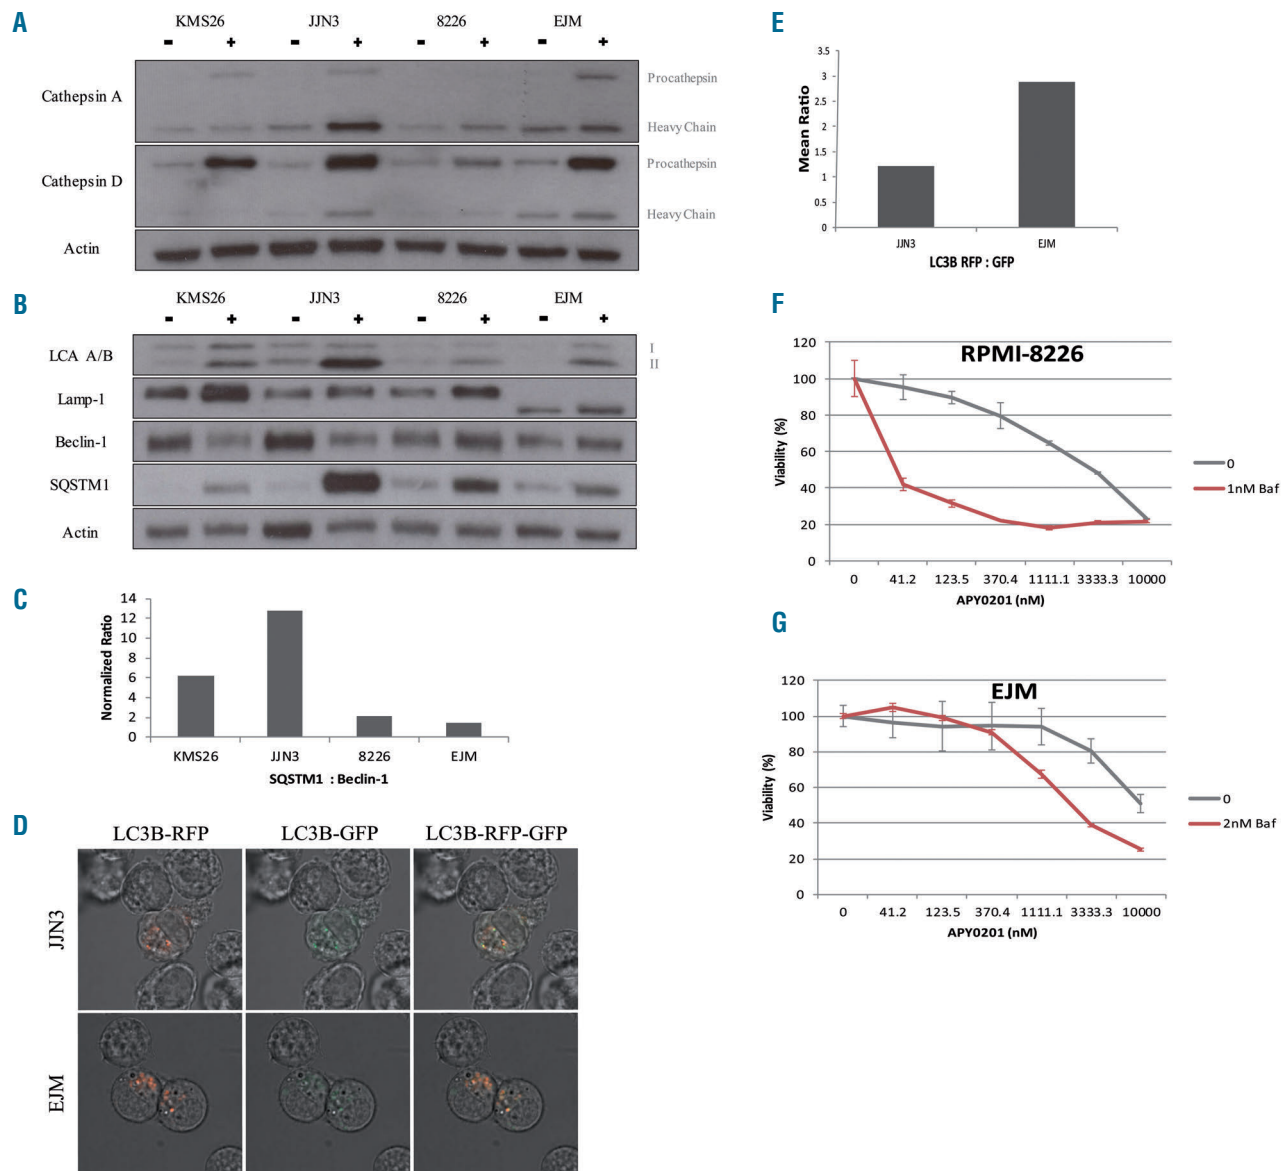 A
KMS26 JJN3 8226 EJM
- + - + - + - +
Cathepsin A
Procathepsin
Heavy Chain
Cathepsin D
Procathepsin
Heavy Chain
Actin
B
KMS26 JJN3 8226 EJM
- + - + - + - +
LCA A/B
I
II
Lamp-1
Beclin-1
SQSTM1
Actin
C
Normalized Ratio
14
12
10
8
6
4
2
0
KMS26 JJN3 8226 EJM
SQSTM1 : Beclin-1
D
LC3B-RFP LC3B-GFP LC3B-RFP-GFP
JJN3
EJM
E
Mean Ratio
3.5
3
2.5
2
1.5
1
0.5
0
JJN3 EJM
LC3B RFP : GFP
F
RPMI-8226
Viability (%)
120
100
80
60
40
20
0
0 41.2 123.5 370.4 1111.1 3333.3 10000
APY0201 (nM)
0
1nM Baf
G
EJM
Viability (%)
120
100
80
60
40
20
0
0 41.2 123.5 370.4 1111.1 3333.3 10000
APY0201 (nM)
0
2nM Baf